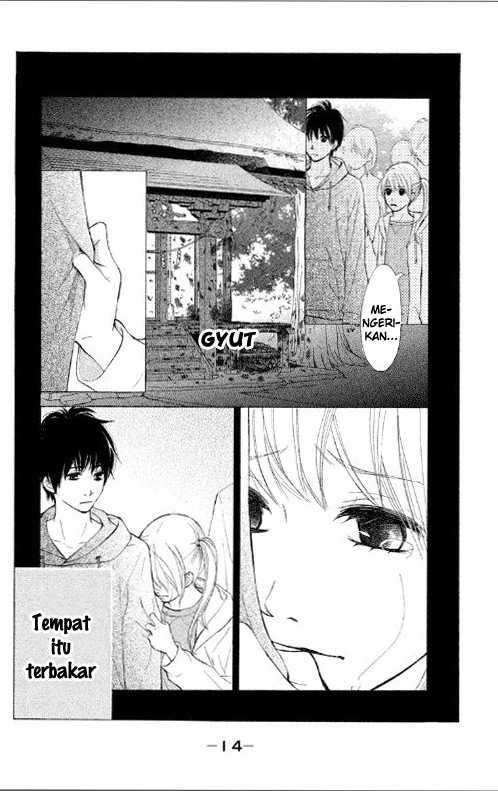 ME-
NGERI-
KAN...
GYUT
Tempat
itu
terbakar
—14—